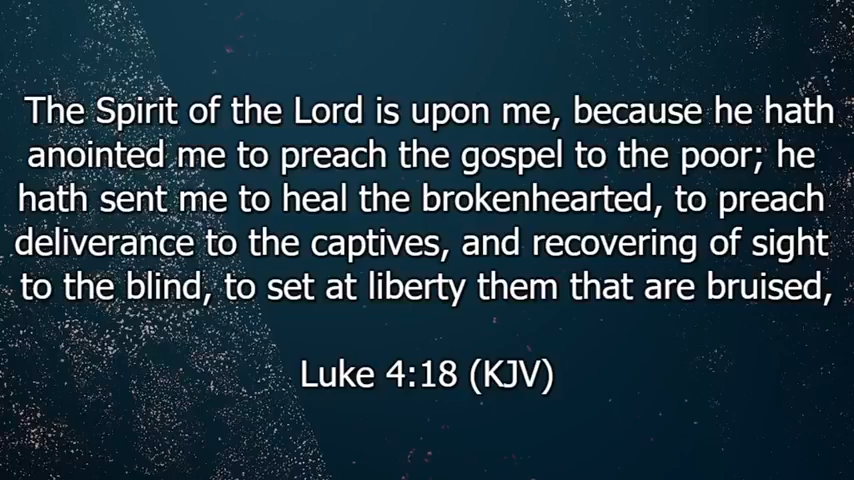 The Spirit of the Lord is upon me, because he hath
anointed me to preach the gospel to the poor; he
hath sent me to heal the brokenhearted, to preach
deliverance to the captives, and recovering of sight
to the blind, to set at liberty them that are bruised,
Luke 4:18 (KJV)